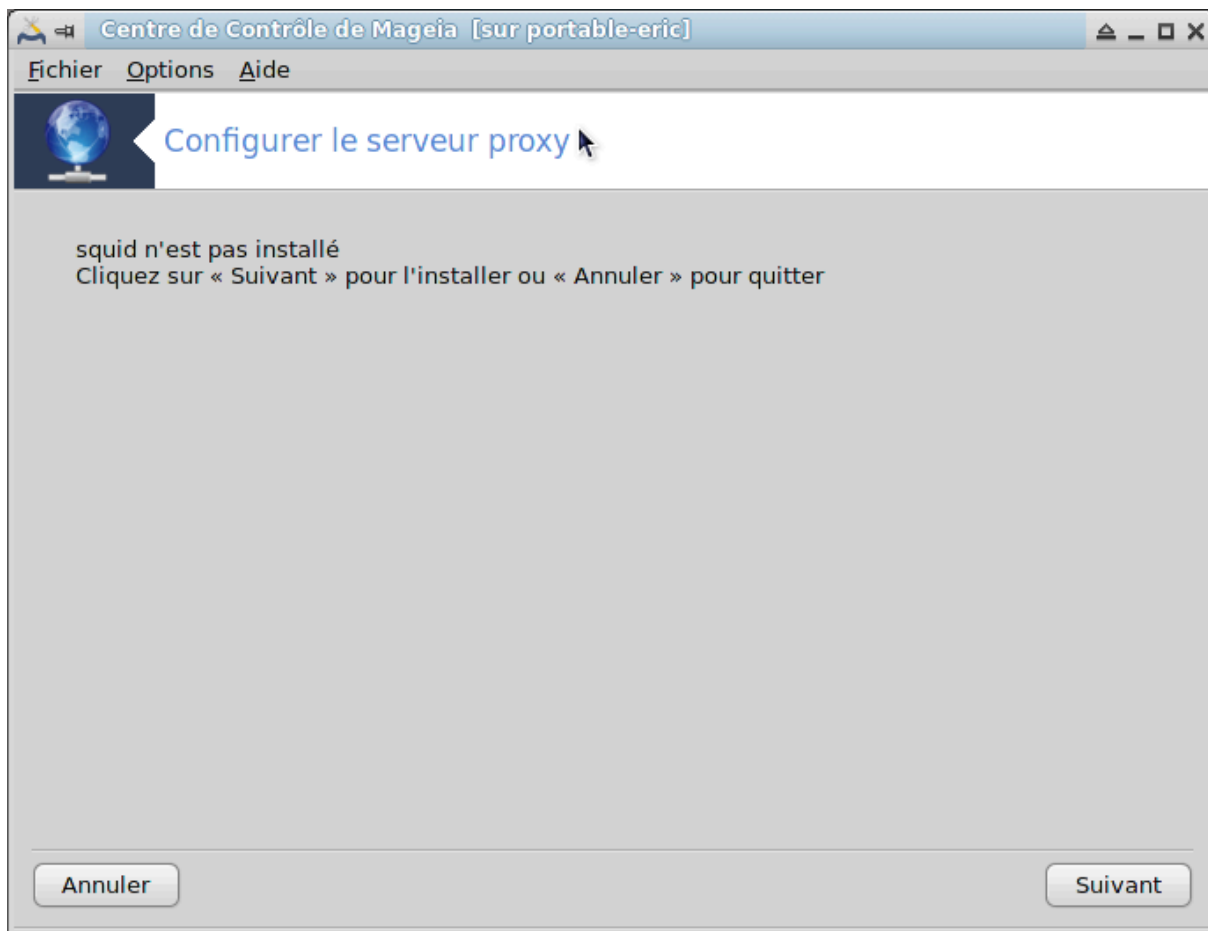 Centre de Contrôle de Mageia [sur portable-eric]
Fichier Options Aide
Configurer le serveur proxy
squid n'est pas installé
Cliquez sur « Suivant » pour l'installer ou « Annuler » pour quitter
Annuler Suivant